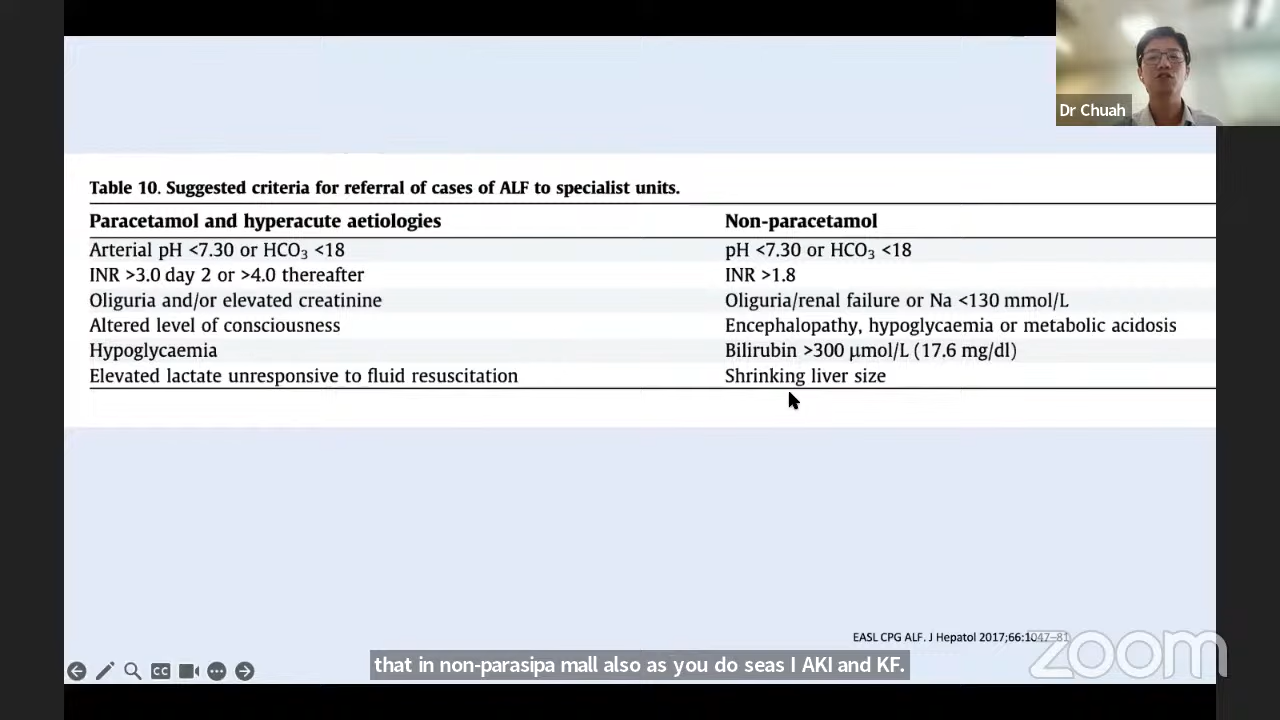 Dr Chuah
Table 10. Suggested criteria for referral of cases of ALF to specialist units.
Paracetamol and hyperacute aetiologies Non-paracetamol
Arterial pH <7.30 or HCO₃ <18 pH <7.30 or HCO₃ <18
INR >3.0 day 2 or >4.0 thereafter INR >1.8
Oliguria and/or elevated creatinine Oliguria/renal failure or Na <130 mmol/L
Altered level of consciousness Encephalopathy, hypoglycaemia or metabolic acidosis
Hypoglycaemia Bilirubin >300 μmol/L (17.6 mg/dl)
Elevated lactate unresponsive to fluid resuscitation Shrinking liver size
EASL CPG ALF. J Hepatol 2017;66:1047–81
zoom
CC
that in non-parasipa mall also as you do seas I AKI and KF.